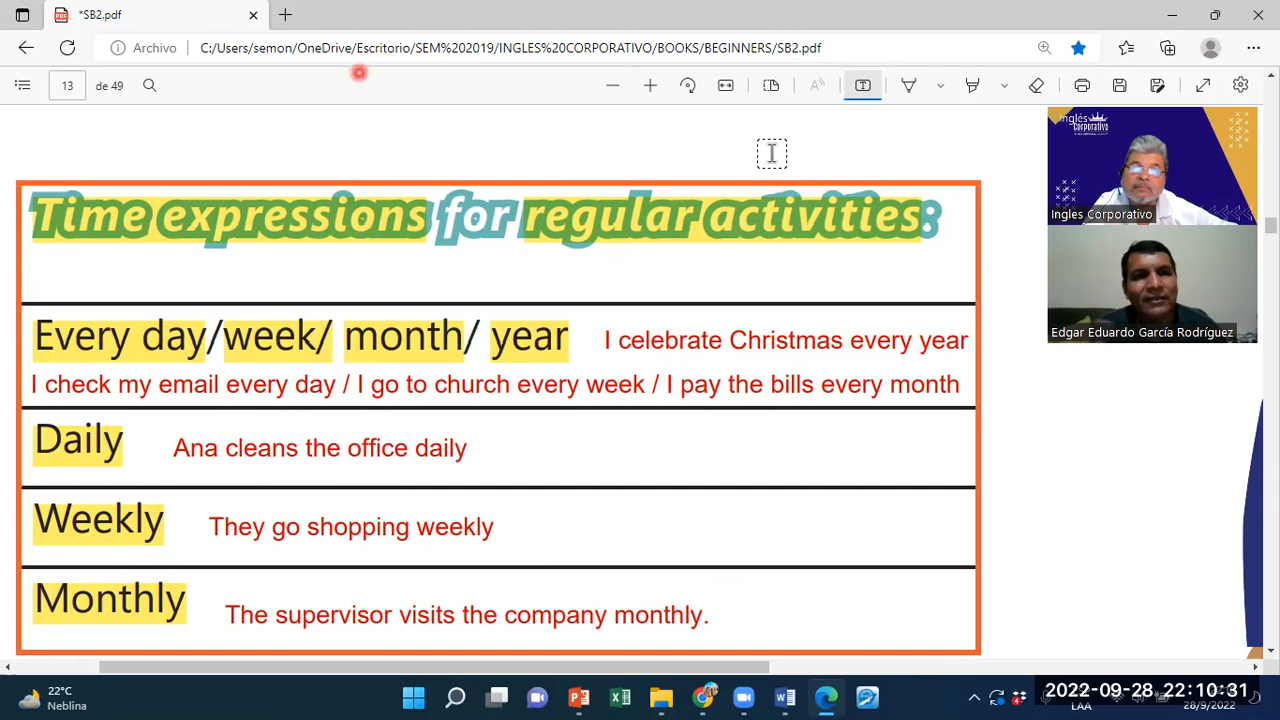 *SB2.pdf
Archivo C:/Users/semon/OneDrive/Escritorio/SEM%202019/INGLES%20CORPORATIVO/BOOKS/BEGINNERS/SB2.pdf
13 de 49
Time expressions for regular activities:
Every day/week/ month/ year I celebrate Christmas every year
I check my email every day / I go to church every week / I pay the bills every month
Daily Ana cleans the office daily
Weekly They go shopping weekly
Monthly The supervisor visits the company monthly.
Inglés
Corporativo
Ingles Corporativo
Edgar Eduardo García Rodríguez
22°C
Neblina
2022-09-28 22:10:31
LAA 28/9/2022